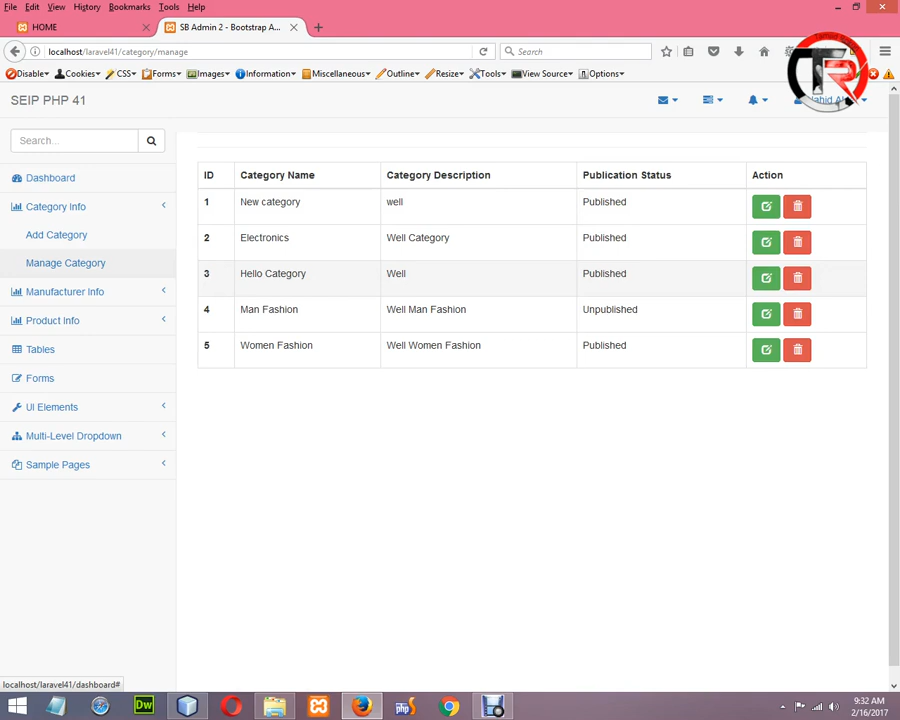 File Edit View History Bookmarks Tools Help
HOME
SB Admin 2 - Bootstrap A...
localhost/laravel41/category/manage
Search
Disable Cookies CSS Forms Images Information Miscellaneous Outline Resize Tools View Source Options
SEIP PHP 41
Search...
Dashboard
Category Info
Add Category
Manage Category
Manufacturer Info
Product Info
Tables
Forms
UI Elements
Multi-Level Dropdown
Sample Pages
ID Category Name Category Description Publication Status Action
1 New category well Published
2 Electronics Well Category Published
3 Hello Category Well Published
4 Man Fashion Well Man Fashion Unpublished
5 Women Fashion Well Women Fashion Published
localhost/laravel41/dashboard#
Dw
php
9:32 AM
2/16/2017